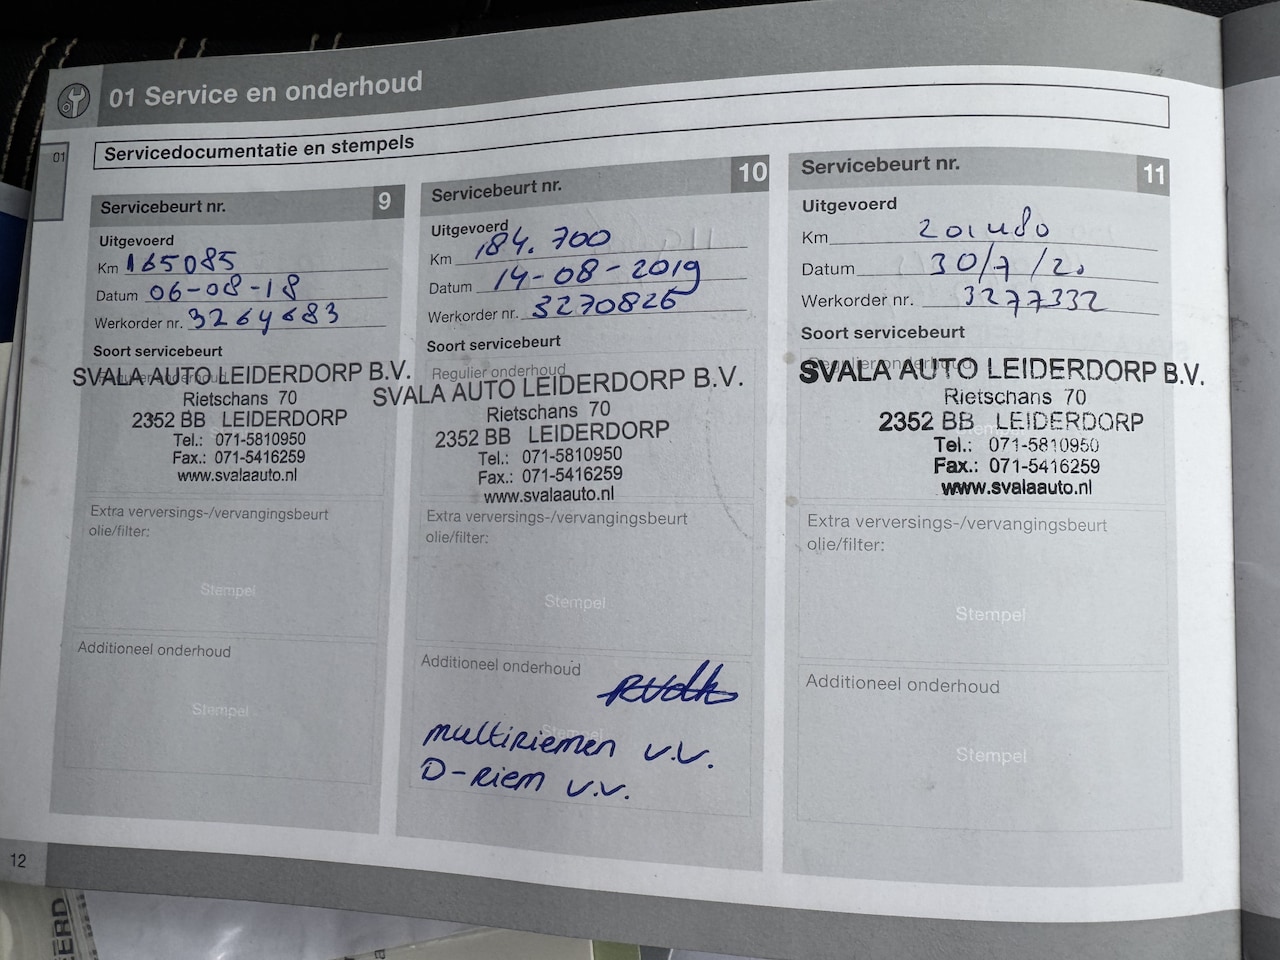 01 Service en onderhoud
01
Servicedocumentatie en stempels
Servicebeurt nr. 9
Uitgevoerd
Km 165085
Datum 06-08-18
Werkorder nr. 3264683
Soort servicebeurt
Regulier onderhoud
SVALA AUTO LEIDERDORP B.V.
Rietschans 70
2352 BB LEIDERDORP
Tel.: 071-5810950
Fax.: 071-5416259
www.svalaauto.nl
Extra verversings-/vervangingsbeurt
olie/filter:
Stempel
Additioneel onderhoud
Stempel
Servicebeurt nr. 10
Uitgevoerd
Km 184.700
Datum 14-08-2019
Werkorder nr. 3270826
Soort servicebeurt
Regulier onderhoud
SVALA AUTO LEIDERDORP B.V.
Rietschans 70
2352 BB LEIDERDORP
Tel.: 071-5810950
Fax.: 071-5416259
www.svalaauto.nl
Extra verversings-/vervangingsbeurt
olie/filter:
Stempel
Additioneel onderhoud
Stempel
multiriemen v.v.
D-Riem v.v.
Servicebeurt nr. 11
Uitgevoerd
Km 201480
Datum 30/7/20
Werkorder nr. 3277332
Soort servicebeurt
Regulier onderhoud
SVALA AUTO LEIDERDORP B.V.
Rietschans 70
2352 BB LEIDERDORP
Tel.: 071-5810950
Fax.: 071-5416259
www.svalaauto.nl
Extra verversings-/vervangingsbeurt
olie/filter:
Stempel
Additioneel onderhoud
Stempel
12